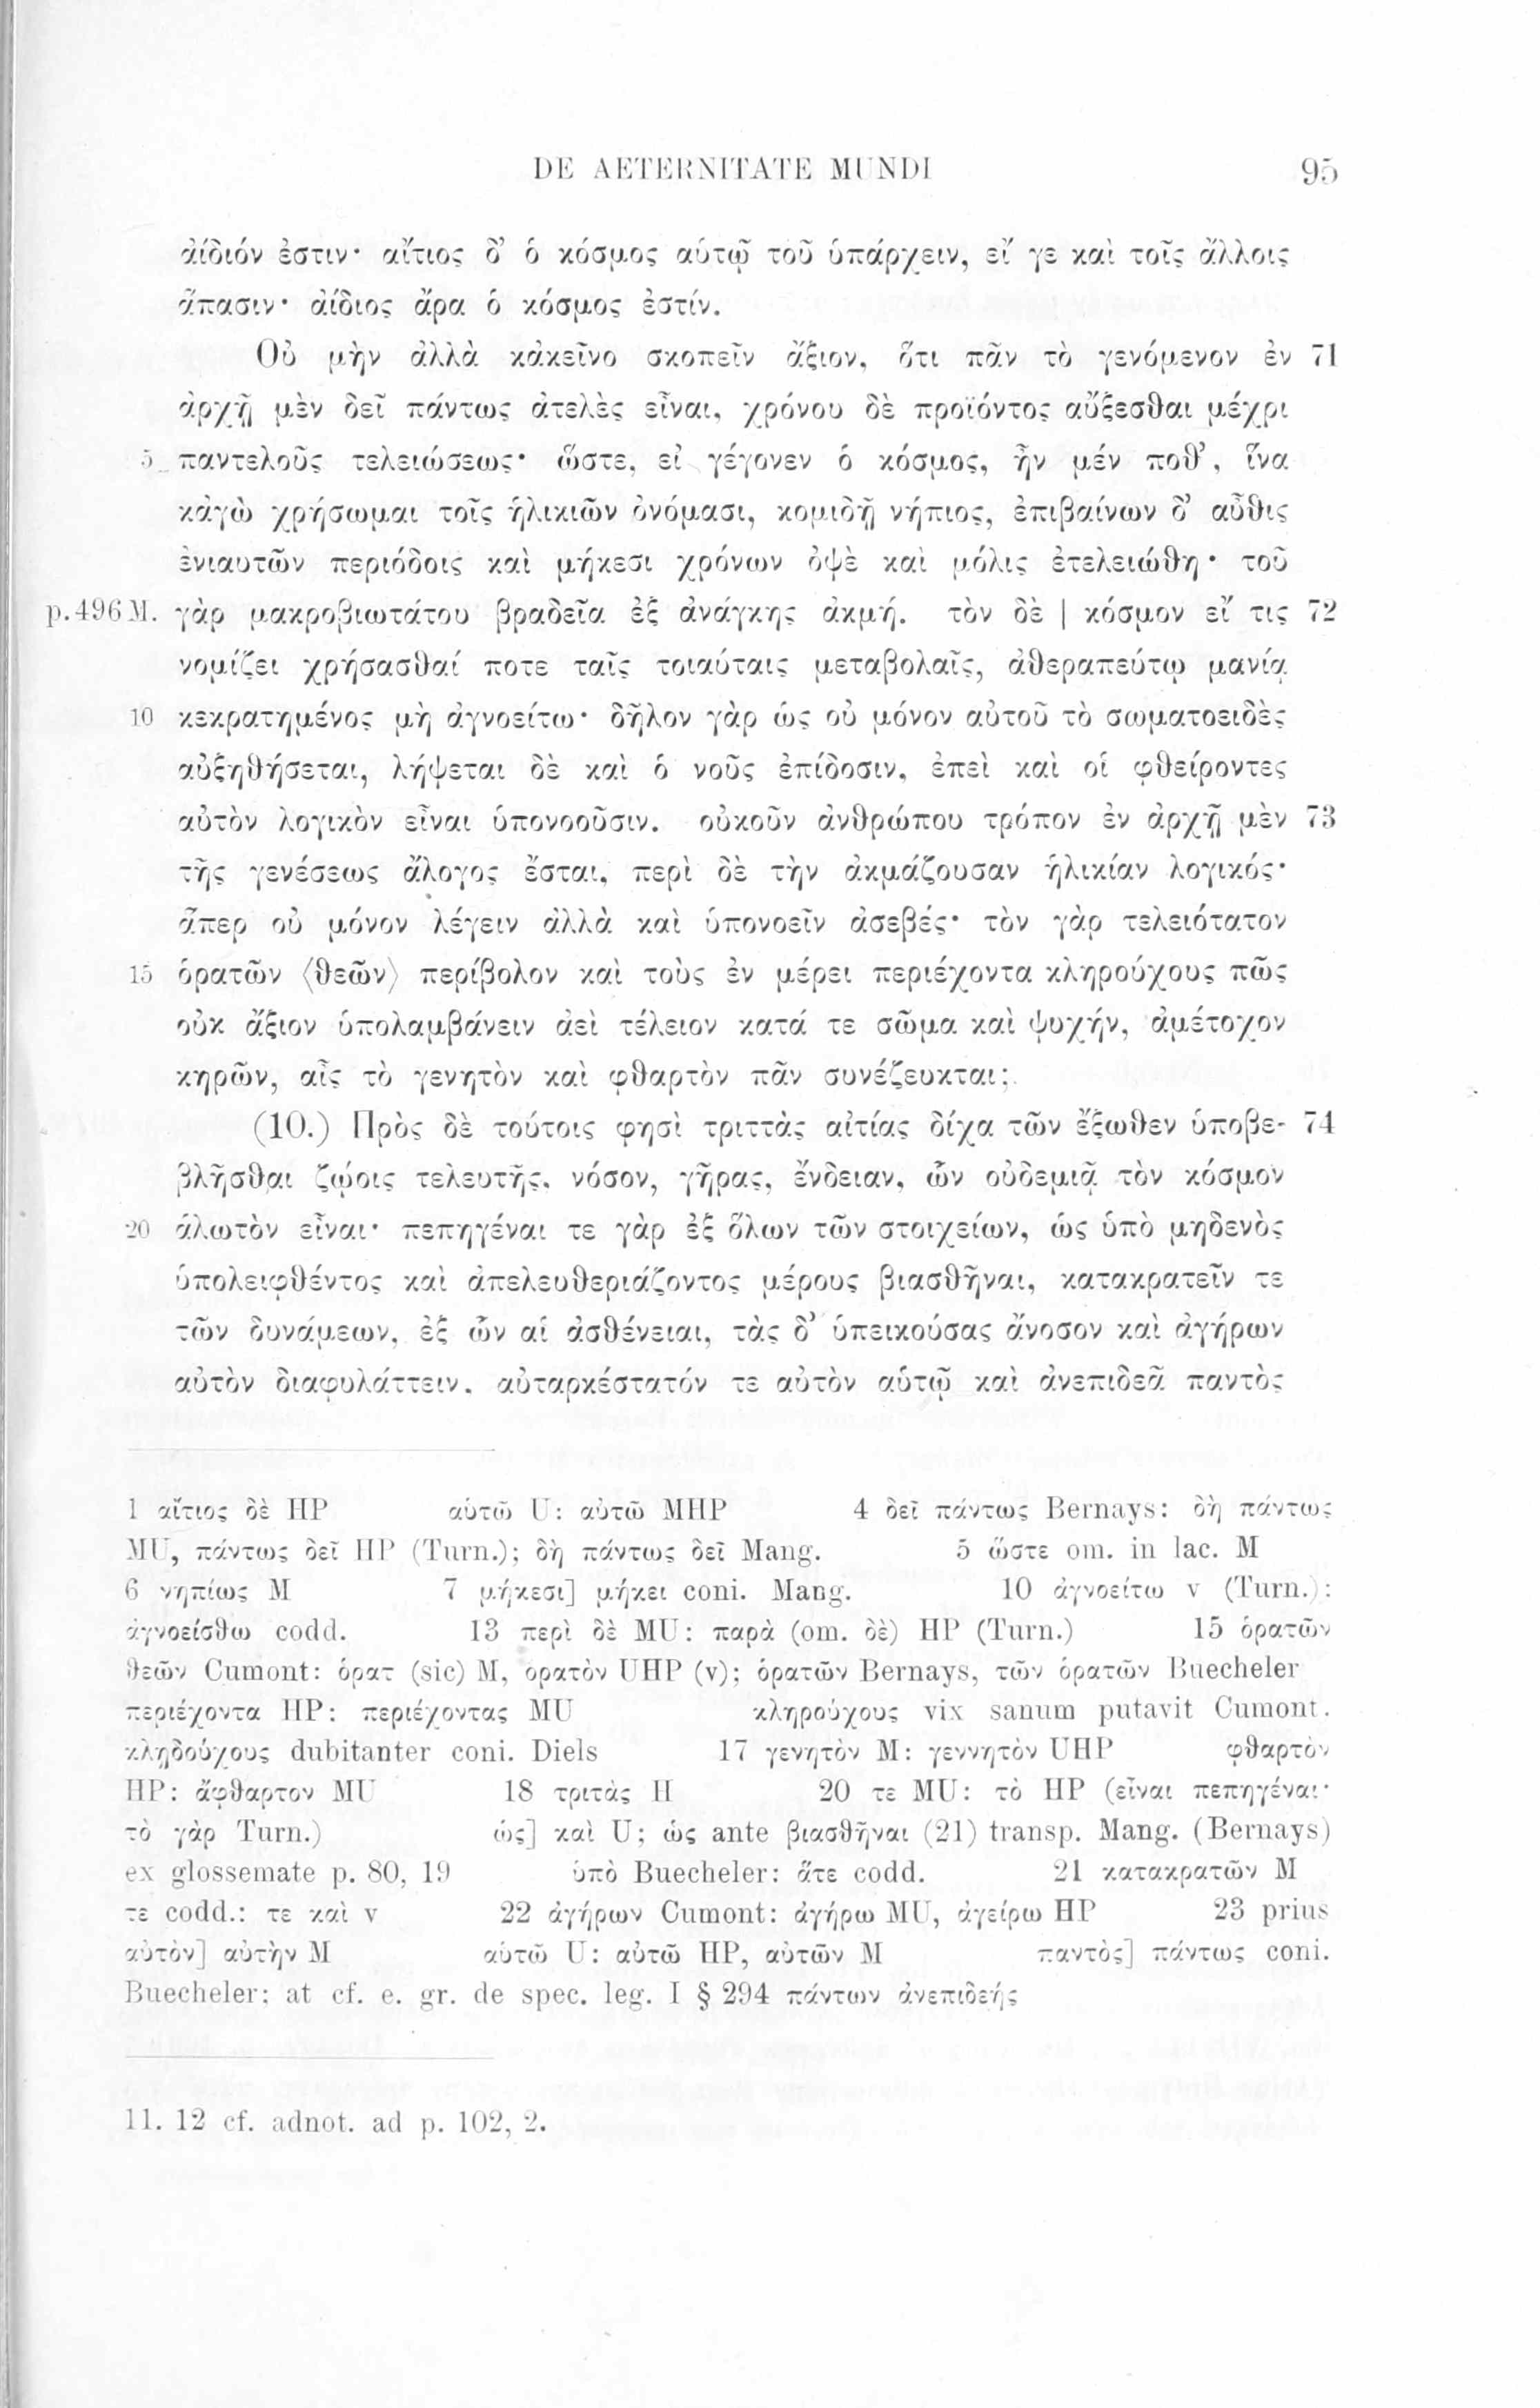 DE AETERNITATE MUNDI 95
ἀίδιόν ἐστιν· αἴτιος δ’ ὁ κόσμος αὑτῷ τοῦ ὑπάρχειν, εἴ γε καὶ τοῖς ἄλλοις
ἅπασιν· ἀίδιος ἄρα ὁ κόσμος ἐστίν.
Οὐ μὴν ἀλλὰ κἀκεῖνο σκοπεῖν ἄξιον, ὅτι πᾶν τὸ γενόμενον ἐν 71
ἀρχῇ μὲν δεῖ πάντως ἀτελὲς εἶναι, χρόνου δὲ προϊόντος αὔξεσθαι μέχρι
5 παντελοῦς τελειώσεως· ὥστε, εἰ γέγονεν ὁ κόσμος, ἦν μέν ποθ’, ἵνα
κἀγὼ χρήσωμαι τοῖς ἡλικιῶν ὀνόμασι, κομιδῇ νήπιος, ἐπιβαίνων δ’ αὖθις
ἐνιαυτῶν περιόδοις καὶ μήκεσι χρόνων ὀψὲ καὶ μόλις ἐτελειώθη· τοῦ
p.496 M. γὰρ μακροβιωτάτου βραδεῖα ἐξ ἀνάγκης ἀκμή. τὸν δὲ | κόσμον εἴ τις 72
νομίζει χρήσασθαί ποτε ταῖς τοιαύταις μεταβολαῖς, ἀθεραπεύτῳ μανίᾳ
10 κεκρατημένος μὴ ἀγνοείτω· δῆλον γὰρ ὡς οὐ μόνον αὐτοῦ τὸ σωματοειδὲς
αὐξηθήσεται, λήψεται δὲ καὶ ὁ νοῦς ἐπίδοσιν, ἐπεὶ καὶ οἱ φθείροντες
αὐτὸν λογικὸν εἶναι ὑπονοοῦσιν. οὐκοῦν ἀνθρώπου τρόπον ἐν ἀρχῇ μὲν 73
τῆς γενέσεως ἄλογος ἔσται, περὶ δὲ τὴν ἀκμάζουσαν ἡλικίαν λογικός·
ἅπερ οὐ μόνον λέγειν ἀλλὰ καὶ ὑπονοεῖν ἀσεβές· τὸν γὰρ τελειότατον
15 ὁρατῶν ⟨θεῶν⟩ περίβολον καὶ τοὺς ἐν μέρει περιέχοντα κληρούχους πῶς
οὐκ ἄξιον ὑπολαμβάνειν ἀεὶ τέλειον κατά τε σῶμα καὶ ψυχήν, ἀμέτοχον
κηρῶν, αἷς τὸ γενητὸν καὶ φθαρτὸν πᾶν συνέζευκται;
(10.) Πρὸς δὲ τούτοις φησὶ τριττὰς αἰτίας δίχα τῶν ἔξωθεν ὑποβε- 74
βλῆσθαι ζῴοις τελευτῆς, νόσον, γῆρας, ἔνδειαν, ὧν οὐδεμιᾷ τὸν κόσμον
20 ἁλωτὸν εἶναι· πεπηγέναι τε γὰρ ἐξ ὅλων τῶν στοιχείων, ὡς ὑπὸ μηδενὸς
ὑπολειφθέντος καὶ ἀπελευθεριάζοντος μέρους βιασθῆναι, κατακρατεῖν τε
τῶν δυνάμεων, ἐξ ὧν αἱ ἀσθένειαι, τὰς δ’ ὑπεικούσας ἄνοσον καὶ ἀγήρων
αὐτὸν διαφυλάττειν, αὐταρκέστατόν τε αὐτὸν αὑτῷ καὶ ἀνεπιδεᾶ παντὸς
1 αἴτιος δὲ HP αὑτῶ U: αὐτῶ MHP 4 δεῖ πάντως Bernays: δὴ πάντως
MU, πάντως δεῖ HP (Turn.); δὴ πάντως δεῖ Mang. 5 ὥστε om. in lac. M
6 νηπίως M 7 μήκεσι] μήκει coni. Mang. 10 ἀγνοείτω v (Turn.):
ἀγνοείσθω codd. 13 περὶ δὲ MU: παρὰ (om. δὲ) HP (Turn.) 15 ὁρατῶν
θεῶν Cumont: ὁρατ (sic) M, ὁρατὸν UHP (v); ὁρατῶν Bernays, τῶν ὁρατῶν Buecheler
περιέχοντα HP: περιέχοντας MU κληρούχους vix sanum putavit Cumont.
κληδούχους dubitanter coni. Diels 17 γενητὸν M: γεννητὸν UHP φθαρτὸν
HP: ἄφθαρτον MU 18 τριτὰς H 20 τε MU: τὸ HP (εἶναι πεπηγέναι·
τὸ γὰρ Turn.) ὡς] καὶ U; ὡς ante βιασθῆναι (21) transp. Mang. (Bernays)
ex glossemate p. 80, 19 ὑπὸ Buecheler: ἅτε codd. 21 κατακρατῶν M
τε codd.: τε καὶ v 22 ἀγήρων Cumont: ἀγήρω MU, ἀγείρω HP 23 prius
αὐτὸν] αὐτὴν M αὑτῶ U: αὐτῶ HP, αὐτῶν M παντὸς] πάντως coni.
Buecheler; at cf. e. gr. de spec. leg. I § 294 πάντων ἀνεπιδεής
11. 12 cf. adnot. ad p. 102, 2.